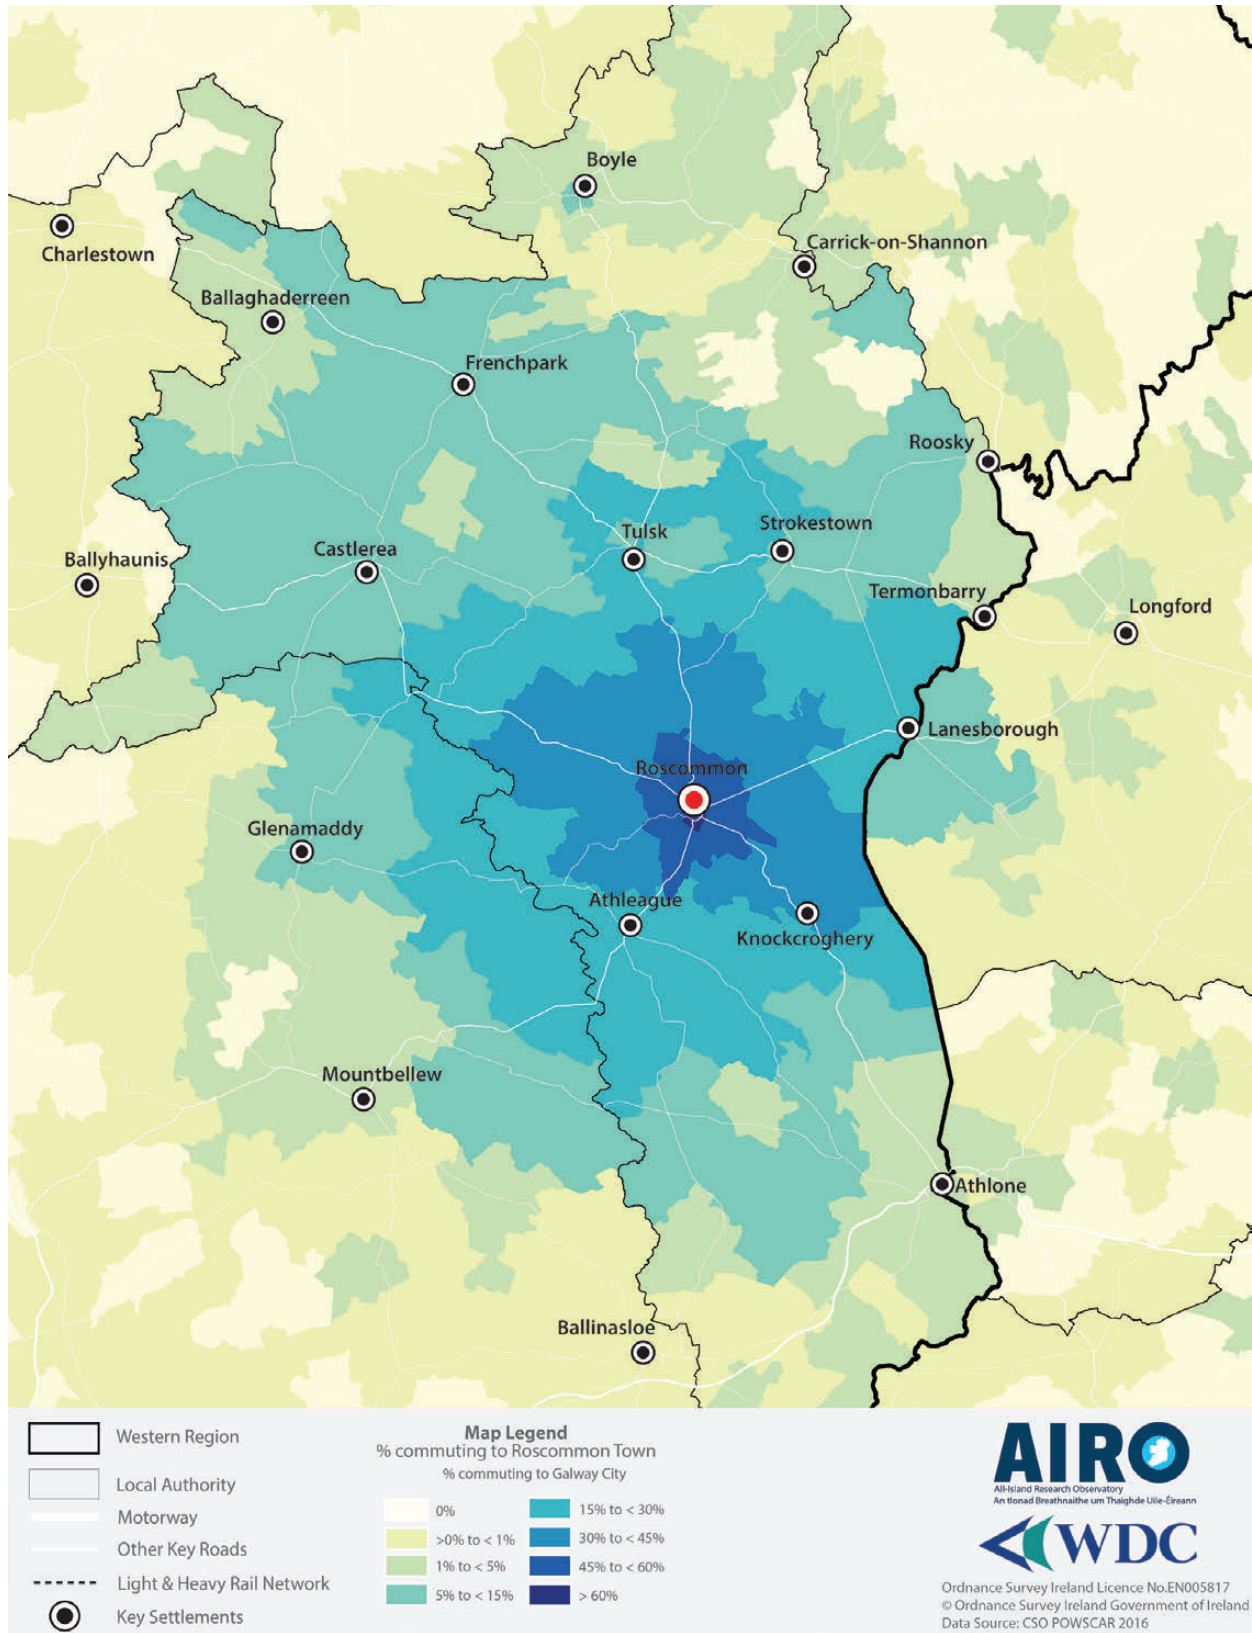 Boyle
Charlestown
Carrick-on-Shannon
Ballaghaderreen
Frenchpark
Roosky
Tulsk
Strokestown
Castlerea
Ballyhaunis
Termonbarry
Longford
Lanesborough
Roscommon
Glenamaddy
Athleague
Knockcroghery
Mountbellew
Athlone
Ballinasloe
Western Region
Local Authority
Motorway
Other Key Roads
Light & Heavy Rail Network
Key Settlements
Map Legend
% commuting to Roscommon Town
% commuting to Galway City
0%
>0% to < 1%
1% to < 5%
5% to < 15%
15% to < 30%
30% to < 45%
45% to < 60%
> 60%
AIRO
All-Island Research Observatory
An tIonad Breathnaithe um Thaighde Uile-Éireann
WDC
Ordnance Survey Ireland Licence No.EN005817
© Ordnance Survey Ireland Government of Ireland
Data Source: CSO POWSCAR 2016